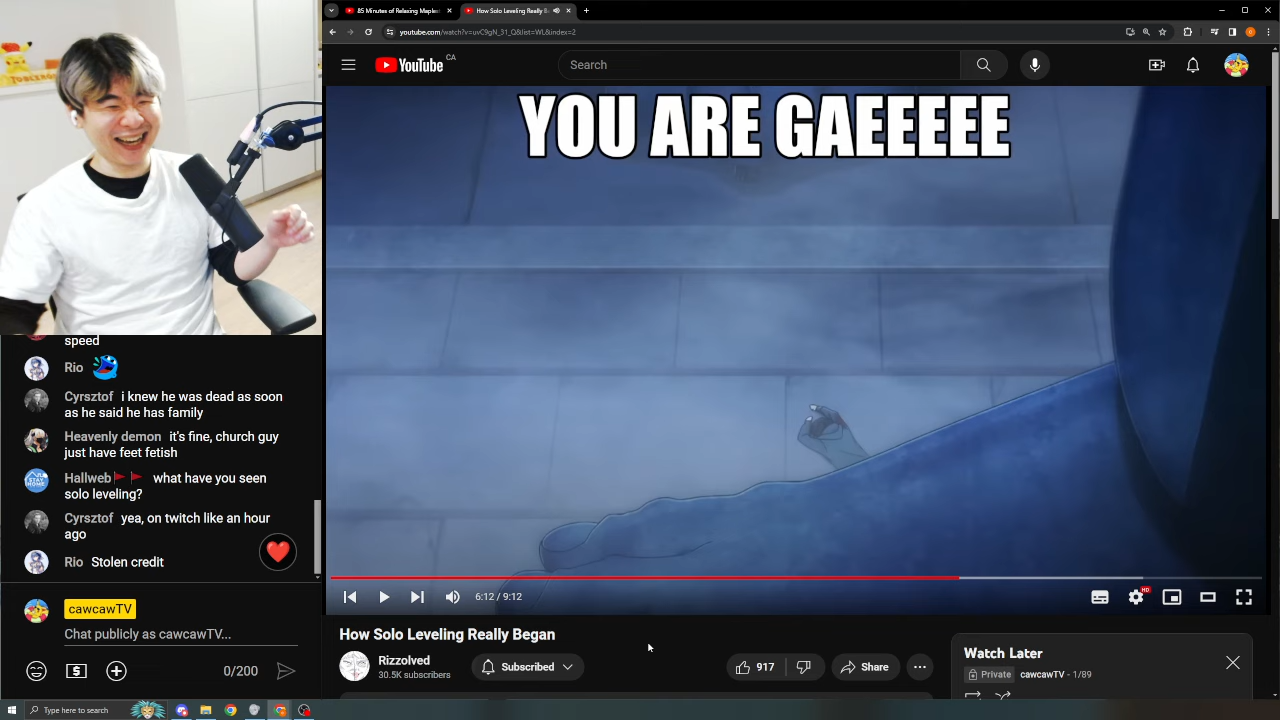 85 Minutes of Relaxing Maples
How Solo Leveling Really B
youtube.com/watch?v=uvC9gN_31_Q&list=WL&index=2
YouTube CA
Search
YOU ARE GAEEEEE
speed
Rio
Cyrsztof i knew he was dead as soon
as he said he has family
Heavenly demon it's fine, church guy
just have feet fetish
Hallweb what have you seen
solo leveling?
Cyrsztof yea, on twitch like an hour
ago
Rio Stolen credit
cawcawTV
Chat publicly as cawcawTV...
0/200
6:12 / 9:12
HD
How Solo Leveling Really Began
Rizzolved
30.5K subscribers
Subscribed
917
Share
Watch Later
Private cawcawTV - 1/89
Type here to search